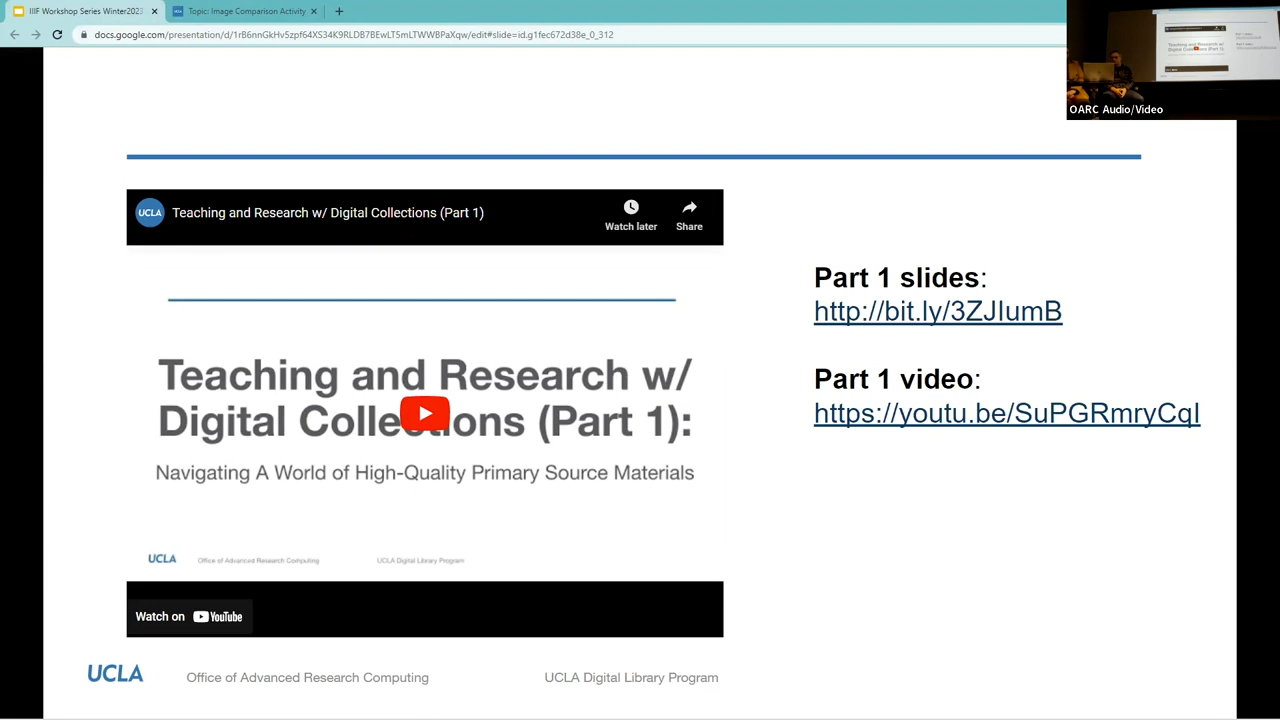 IIIF Workshop Series Winter2023
Topic: Image Comparison Activity
docs.google.com/presentation/d/1rB6nnGkHv5zpf64XS34K9RLDB7BEwLT5mLTWWBPaXqw/edit#slide=id.g1fec672d38e_0_312
OARC Audio/Video
UCLA
Teaching and Research w/ Digital Collections (Part 1)
Watch later
Share
Teaching and Research w/
Digital Collections (Part 1):
Navigating A World of High-Quality Primary Source Materials
UCLA Office of Advanced Research Computing UCLA Digital Library Program
Watch on YouTube
Part 1 slides:
http://bit.ly/3ZJIumB
Part 1 video:
https://youtu.be/SuPGRmryCqI
UCLA Office of Advanced Research Computing UCLA Digital Library Program